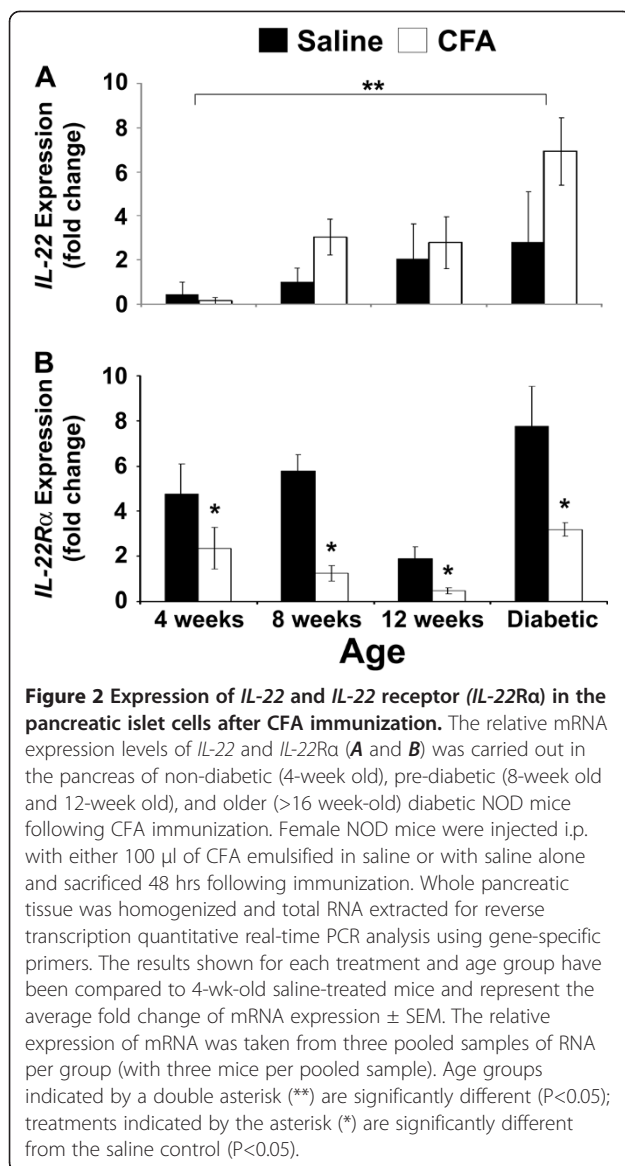 Saline CFA
A
**
IL-22 Expression
(fold change)
10
8
6
4
2
0
B
IL-22Rα Expression
(fold change)
10
8
6
4
2
0
* * * *
4 weeks 8 weeks 12 weeks Diabetic
Age
Figure 2 Expression of IL-22 and IL-22 receptor (IL-22Rα) in the
pancreatic islet cells after CFA immunization. The relative mRNA
expression levels of IL-22 and IL-22Rα (A and B) was carried out in
the pancreas of non-diabetic (4-week old), pre-diabetic (8-week old
and 12-week old), and older (>16 week-old) diabetic NOD mice
following CFA immunization. Female NOD mice were injected i.p.
with either 100 μl of CFA emulsified in saline or with saline alone
and sacrificed 48 hrs following immunization. Whole pancreatic
tissue was homogenized and total RNA extracted for reverse
transcription quantitative real-time PCR analysis using gene-specific
primers. The results shown for each treatment and age group have
been compared to 4-wk-old saline-treated mice and represent the
average fold change of mRNA expression ± SEM. The relative
expression of mRNA was taken from three pooled samples of RNA
per group (with three mice per pooled sample). Age groups
indicated by a double asterisk (**) are significantly different (P<0.05);
treatments indicated by the asterisk (*) are significantly different
from the saline control (P<0.05).